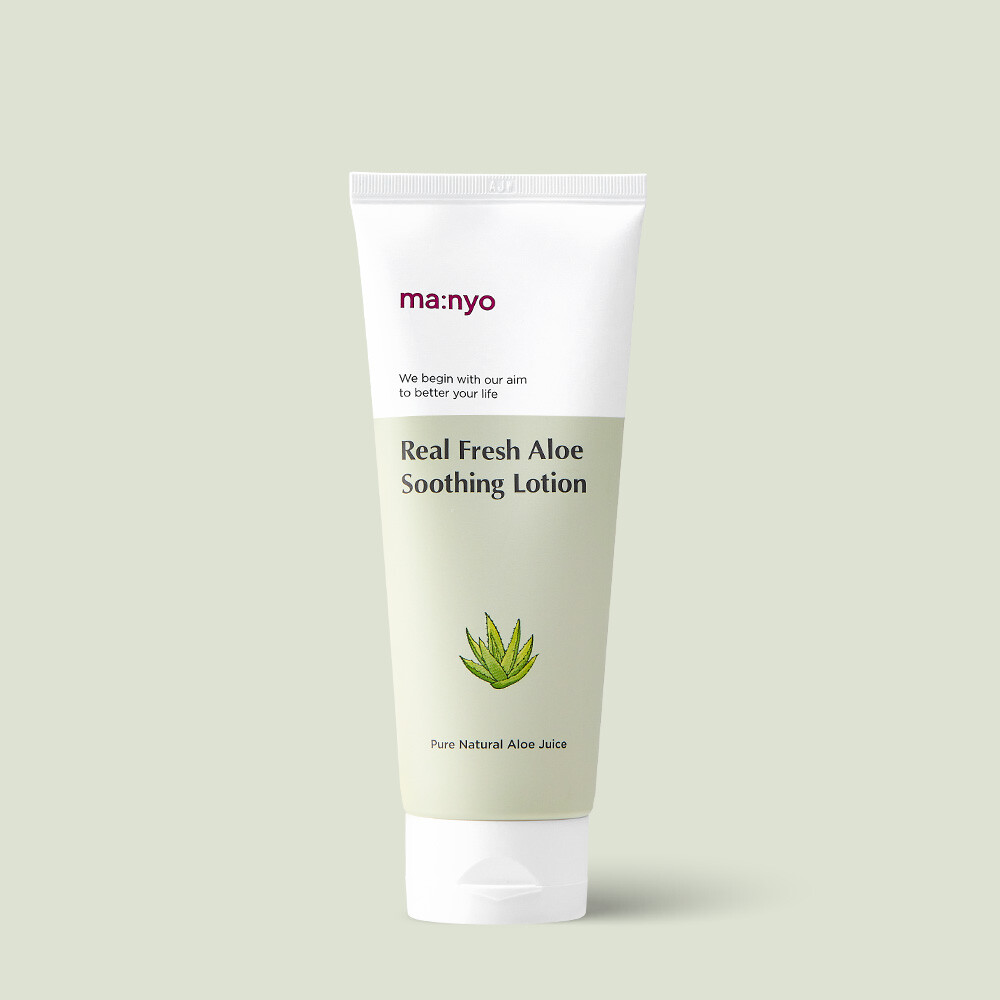 ma:nyo
We begin with our aim
to better your life
Real Fresh Aloe
Soothing Lotion
Pure Natural Aloe Juice